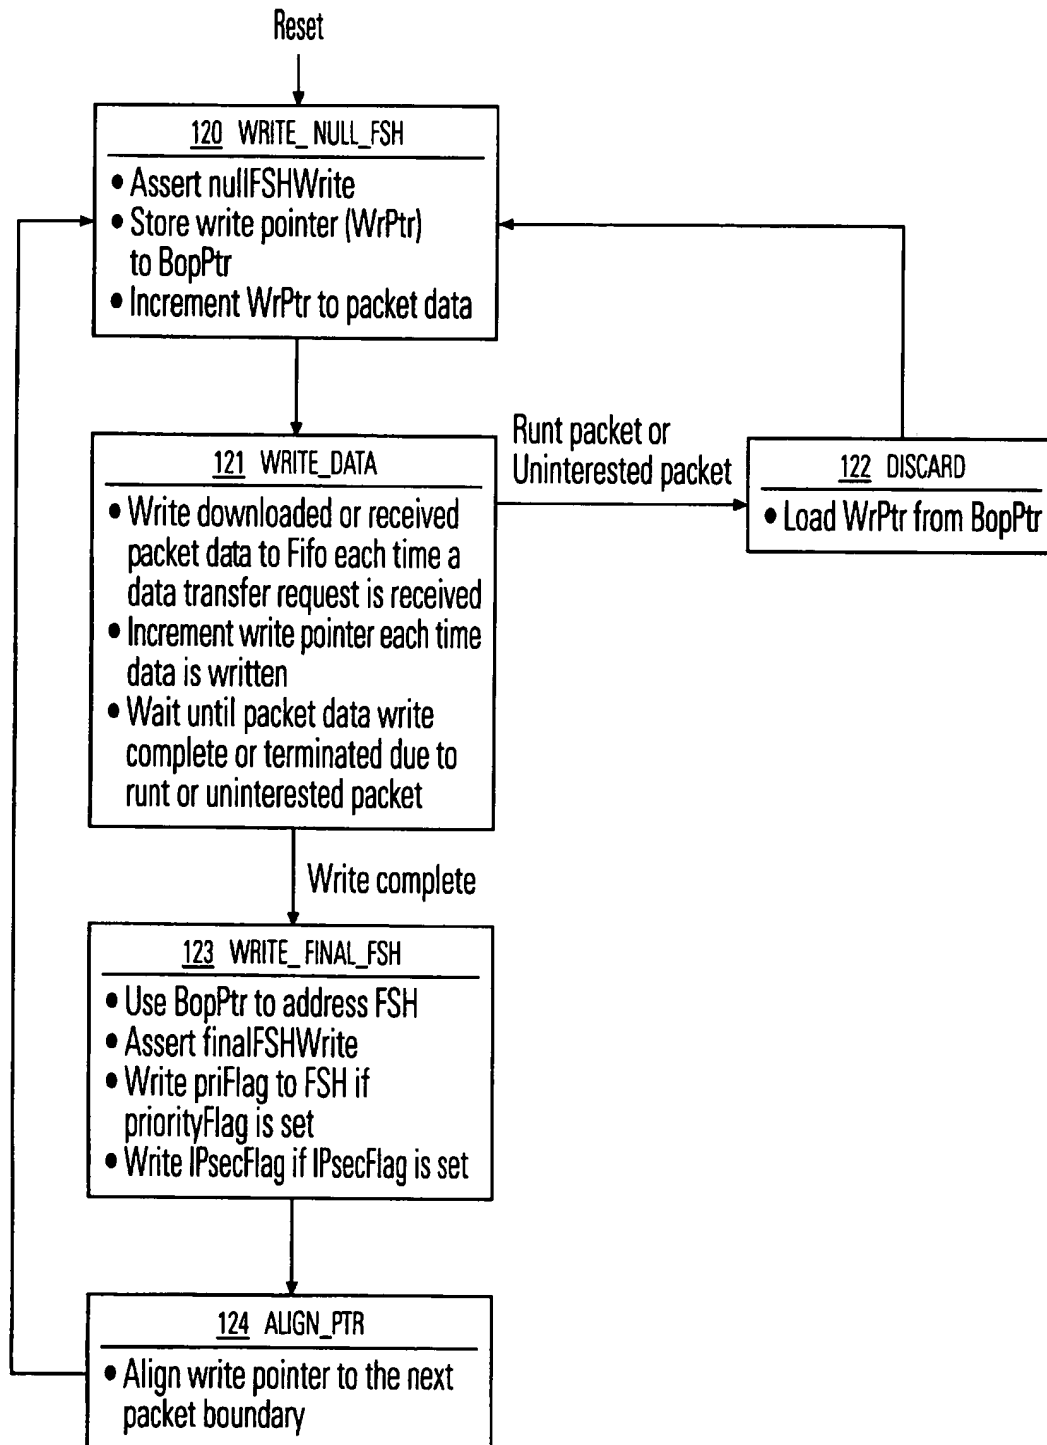 Reset
120 WRITE_NULL_FSH
• Assert nullFSHWrite
• Store write pointer (WrPtr)
to BopPtr
• Increment WrPtr to packet data
121 WRITE_DATA
• Write downloaded or received
packet data to Fifo each time a
data transfer request is received
• Increment write pointer each time
data is written
• Wait until packet data write
complete or terminated due to
runt or uninterested packet
Runt packet or
Uninterested packet
122 DISCARD
• Load WrPtr from BopPtr
Write complete
123 WRITE_FINAL_FSH
• Use BopPtr to address FSH
• Assert finalFSHWrite
• Write priFlag to FSH if
priorityFlag is set
• Write IPsecFlag if IPsecFlag is set
124 ALIGN_PTR
• Align write pointer to the next
packet boundary